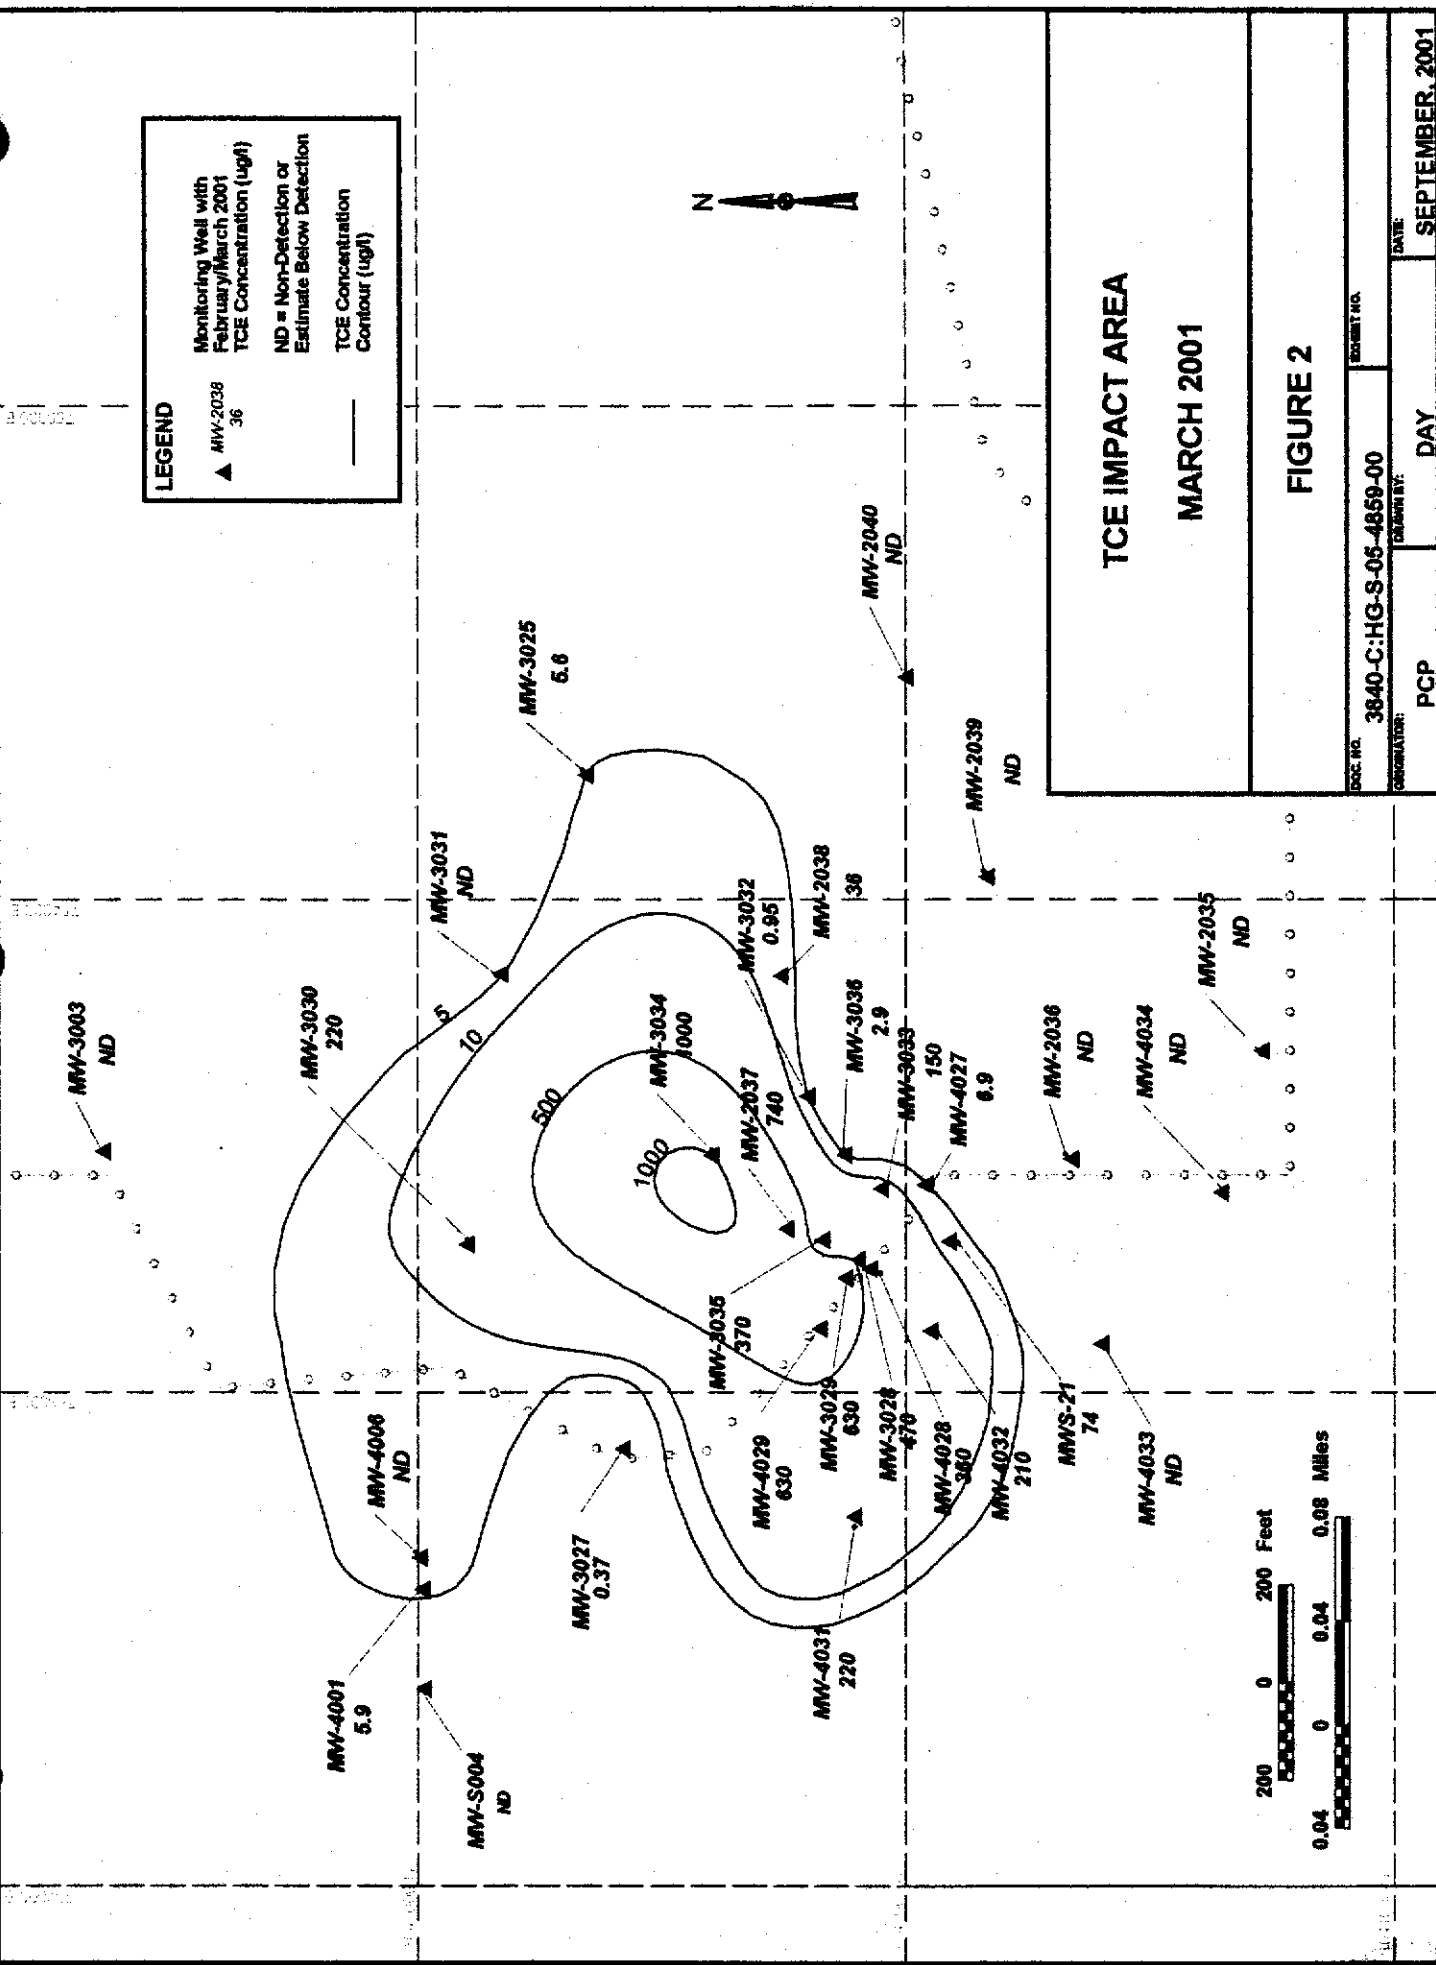 LEGEND
MW-2038
36
Monitoring Well with
February/March 2001
TCE Concentration (ug/l)
ND = Non-Detection or
Estimate Below Detection
TCE Concentration
Contour (ug/l)
N
MW-3003
ND
MW-3030
220
MW-3031
ND
MW-3025
5.6
MW-4006
ND
MW-4001
5.9
MW-S004
ND
MW-3027
0.37
5
10
500
1000
MW-3034
1000
MW-2037
740
MW-3032
0.95
MW-2038
36
MW-2040
ND
MW-3035
370
MW-3036
2.9
MW-3033
150
MW-4027
6.9
MW-2039
ND
MW-4029
630
MW-3029
630
MW-3028
470
MW-4028
360
MW-4032
210
MWS-21
74
MW-4031
220
MW-4033
ND
MW-2036
ND
MW-4034
ND
MW-2035
ND
200 0 200 Feet
0.04 0 0.04 0.08 Miles
TCE IMPACT AREA
MARCH 2001
FIGURE 2
DOC. NO.
3840-C:HG-S-05-4859-00
EXHIBIT NO.
ORIGINATOR:
PCP
DRAWN BY:
DAY
DATE:
SEPTEMBER, 2001